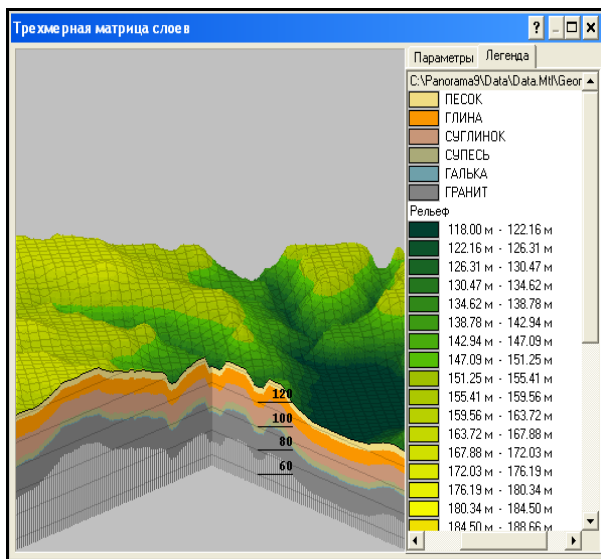 Трехмерная матрица слоев
Параметры Легенда
C:\Panorama9\Data\Data.Mtl\Geor
ПЕСОК
ГЛИНА
СУГЛИНОК
СУПЕСЬ
ГАЛЬКА
ГРАНИТ
Рельеф
118.00 м - 122.16 м
122.16 м - 126.31 м
126.31 м - 130.47 м
130.47 м - 134.62 м
134.62 м - 138.78 м
138.78 м - 142.94 м
142.94 м - 147.09 м
147.09 м - 151.25 м
151.25 м - 155.41 м
155.41 м - 159.56 м
159.56 м - 163.72 м
163.72 м - 167.88 м
167.88 м - 172.03 м
172.03 м - 176.19 м
176.19 м - 180.34 м
180.34 м - 184.50 м
184.50 м - 188.66 м
120
100
80
60